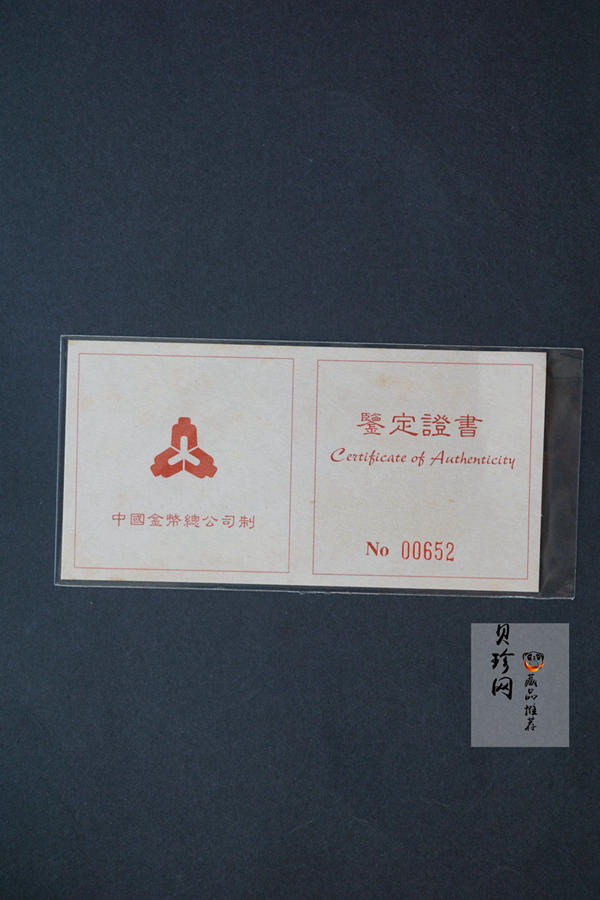 中國金幣總公司制
鑒定證書
Certificate of Authenticity
No 00652
贝珍网
藏品推荐